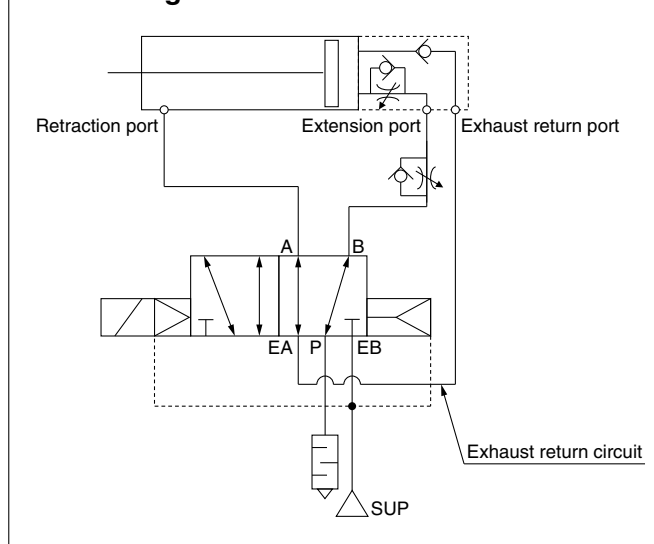 Retraction port
Extension port
Exhaust return port
A
B
EA
P
EB
Exhaust return circuit
SUP